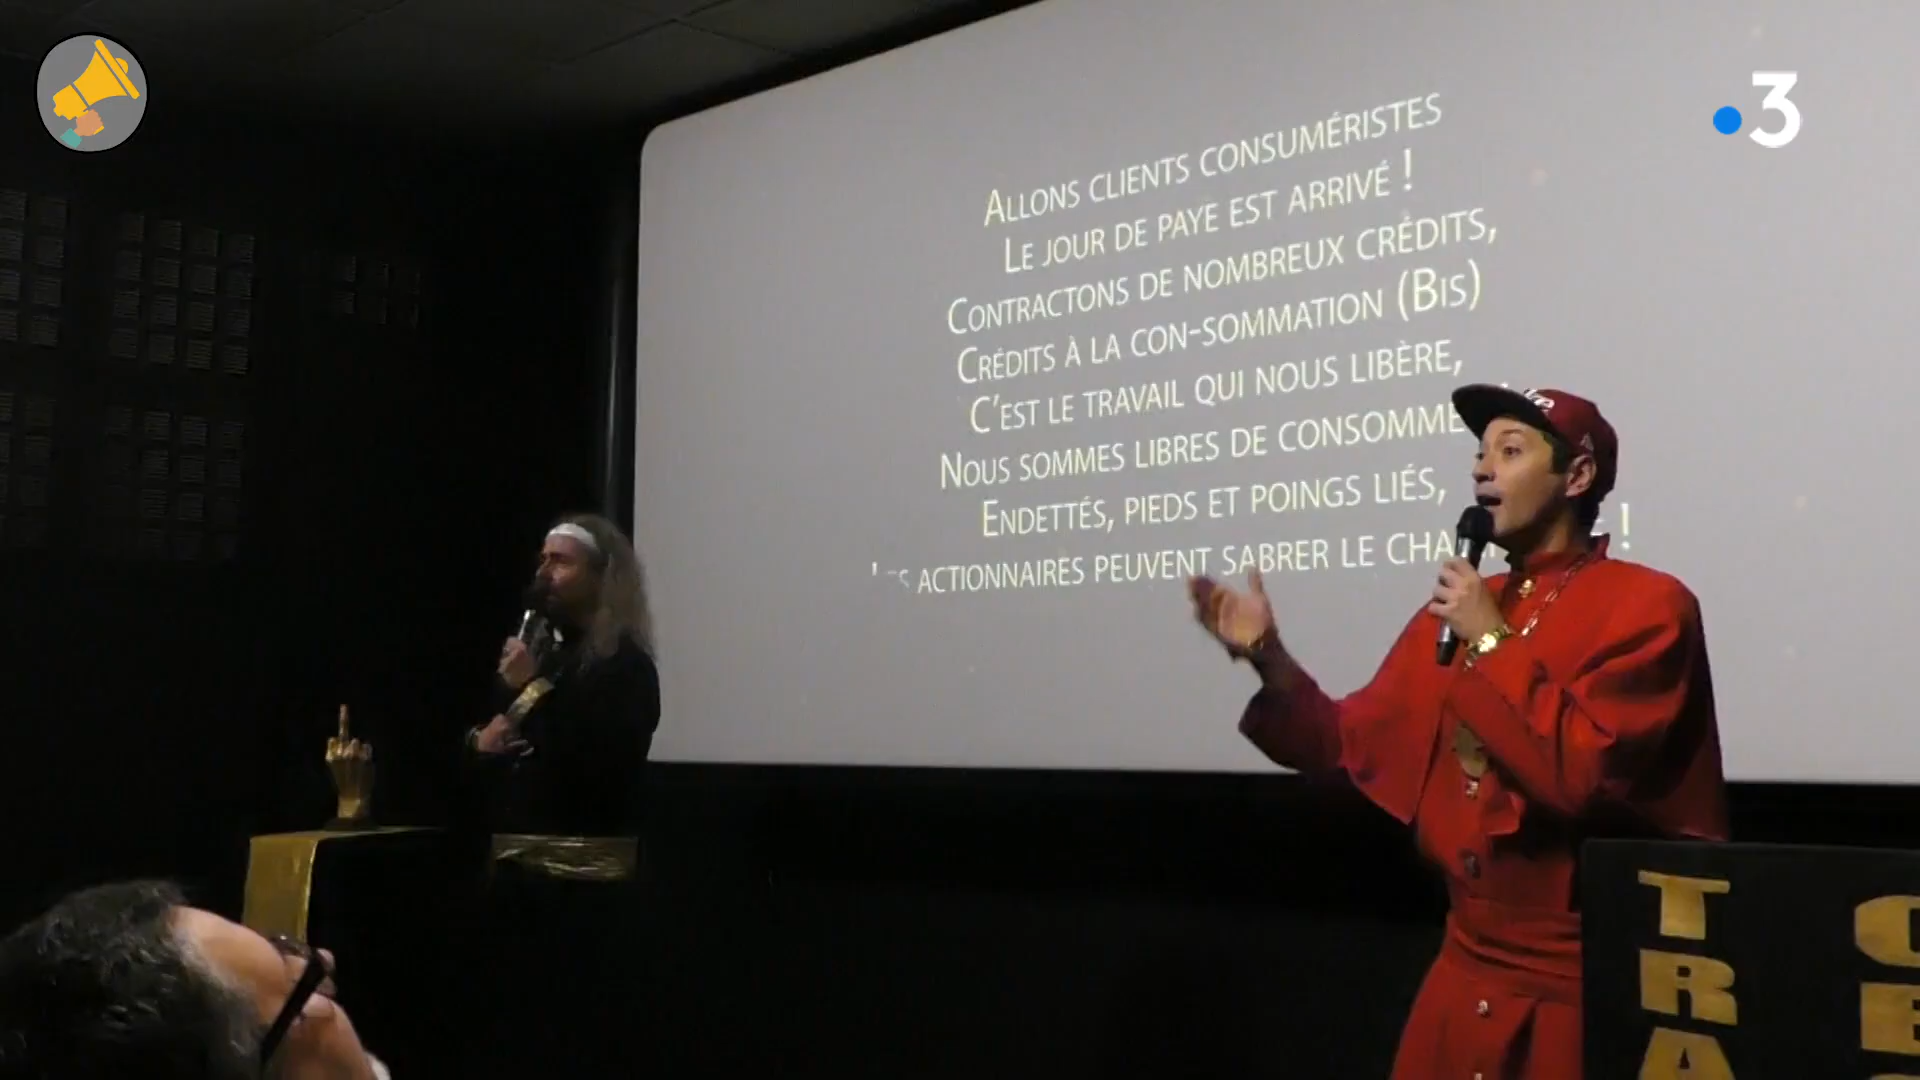 3
ALLONS CLIENTS CONSUMÉRISTES
LE JOUR DE PAYE EST ARRIVÉ !
CONTRACTONS DE NOMBREUX CRÉDITS,
CRÉDITS À LA CON-SOMMATION (BIS)
C'EST LE TRAVAIL QUI NOUS LIBÈRE,
NOUS SOMMES LIBRES DE
ENDETTÉS, PIEDS ET POINGS LIÉS,
ACTIONNAIRES PEUVENT SABRER LE !
TRA